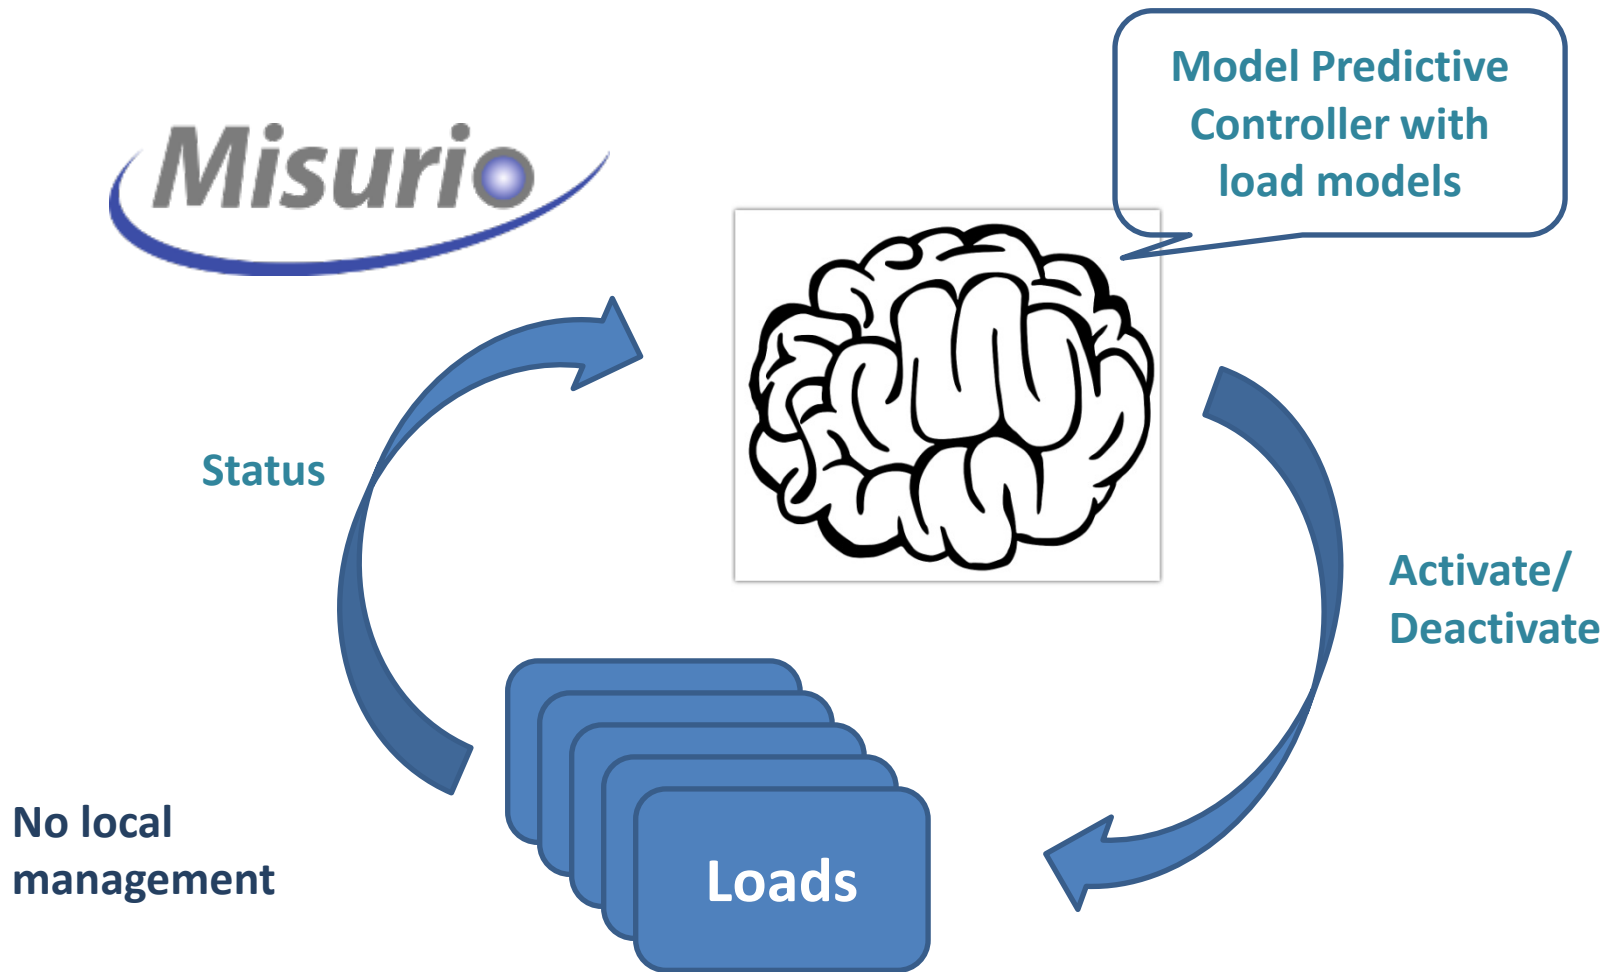 Misurio
Model Predictive
Controller with
load models
Status
Activate/
Deactivate
No local
management
Loads